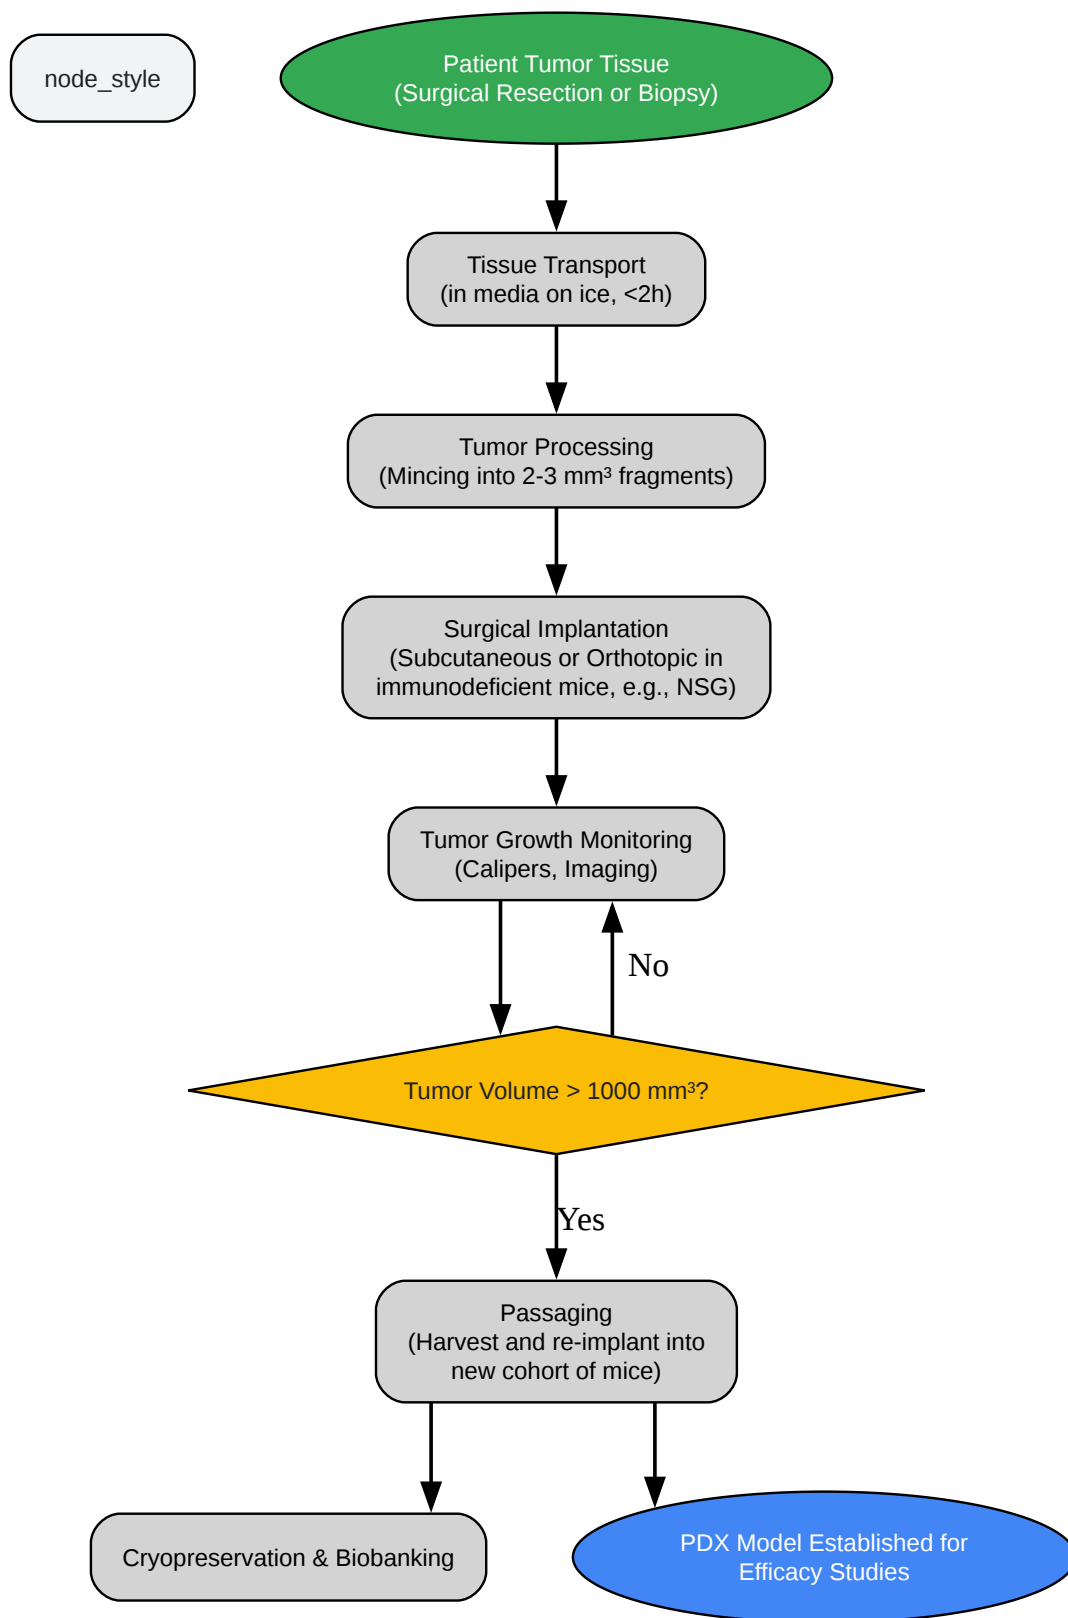 node_style
Patient Tumor Tissue
(Surgical Resection or Biopsy)
Tissue Transport
(in media on ice, <2h)
Tumor Processing
(Mincing into 2-3 mm³ fragments)
Surgical Implantation
(Subcutaneous or Orthotopic in
immunodeficient mice, e.g., NSG)
Tumor Growth Monitoring
(Calipers, Imaging)
No
Tumor Volume > 1000 mm³?
Yes
Passaging
(Harvest and re-implant into
new cohort of mice)
Cryopreservation & Biobanking
PDX Model Established for
Efficacy Studies